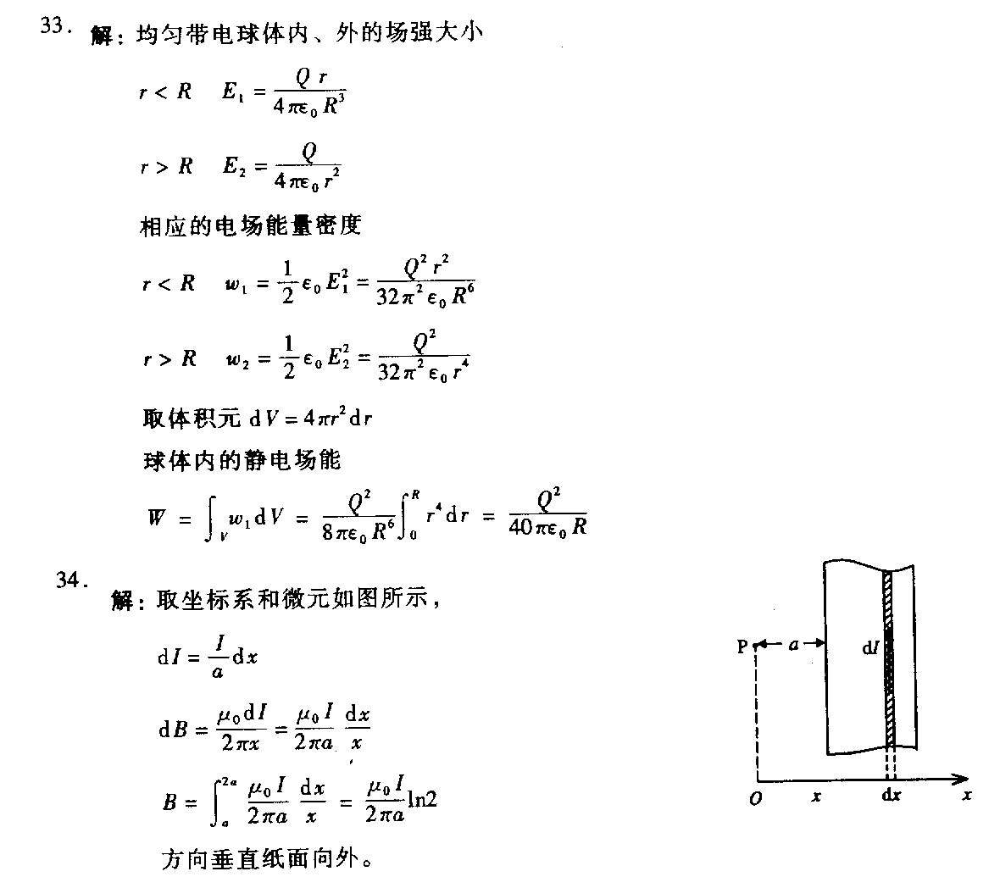 33. 解：均匀带电球体内、外的场强大小
r < R   E₁ = Q r / (4πε₀R³)
r > R   E₂ = Q / (4πε₀r²)
相应的电场能量密度
r < R   w₁ = 1/2 ε₀E₁² = Q²r² / (32π²ε₀R⁶)
r > R   w₂ = 1/2 ε₀E₂² = Q² / (32π²ε₀r⁴)
取体积元 dV = 4πr²dr
球体内的静电场能
W = ∫_V w₁dV = Q² / (8πε₀R⁶) ∫₀^R r⁴dr = Q² / (40πε₀R)
34. 解：取坐标系和微元如图所示，
dI = I/a dx
dB = μ₀dI / (2πx) = μ₀I / (2πa) dx/x
B = ∫_a^{2a} μ₀I / (2πa) dx/x = μ₀I / (2πa) ln2
方向垂直纸面向外。
P a dI
O x dx x